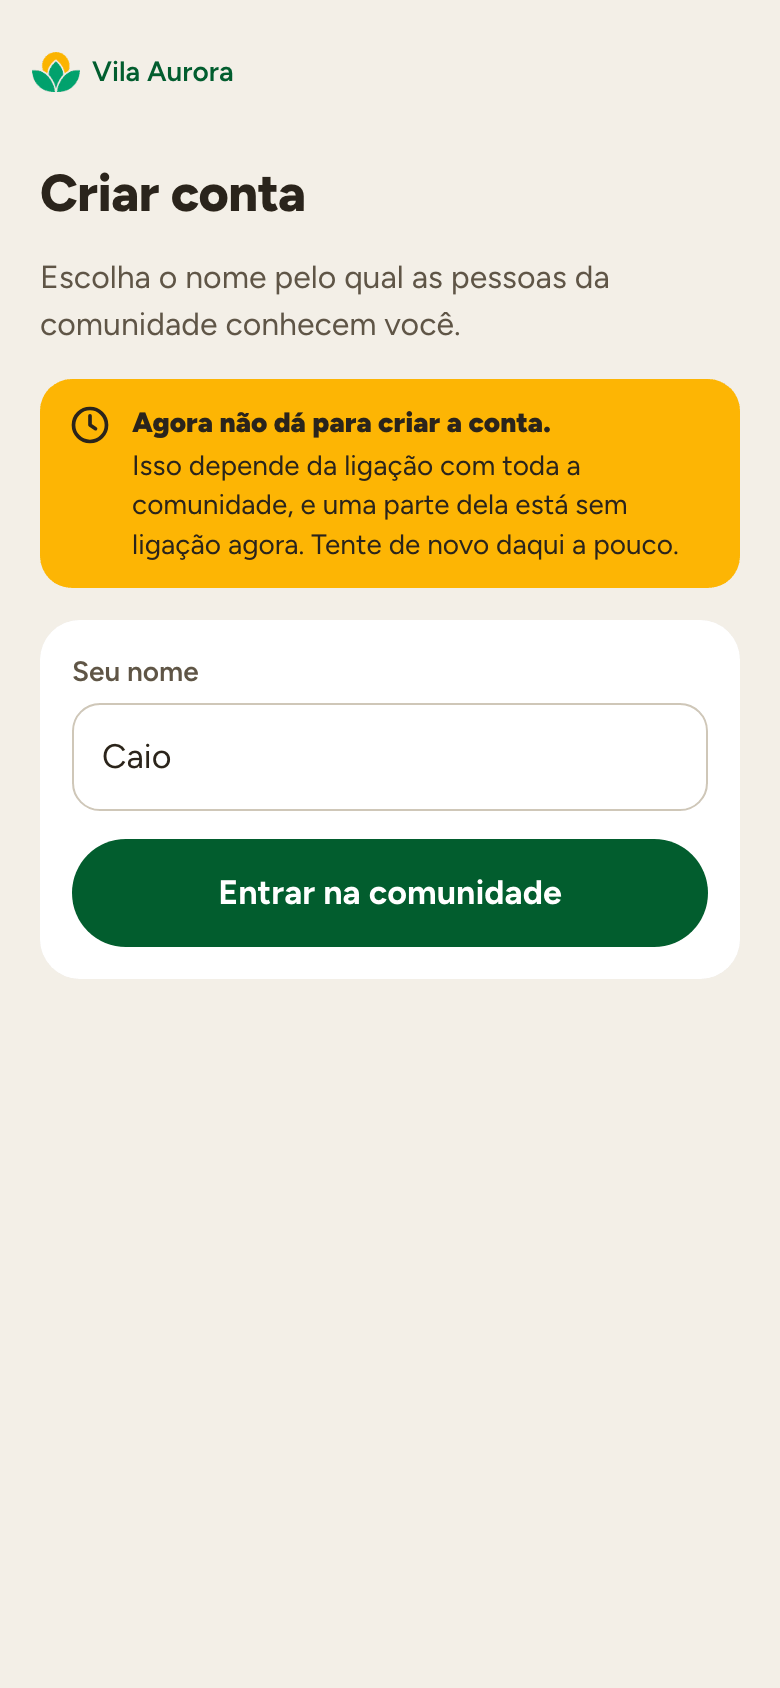 Vila Aurora
Criar conta
Escolha o nome pelo qual as pessoas da
comunidade conhecem você.
Agora não dá para criar a conta.
Isso depende da ligação com toda a
comunidade, e uma parte dela está sem
ligação agora. Tente de novo daqui a pouco.
Seu nome
Caio
Entrar na comunidade